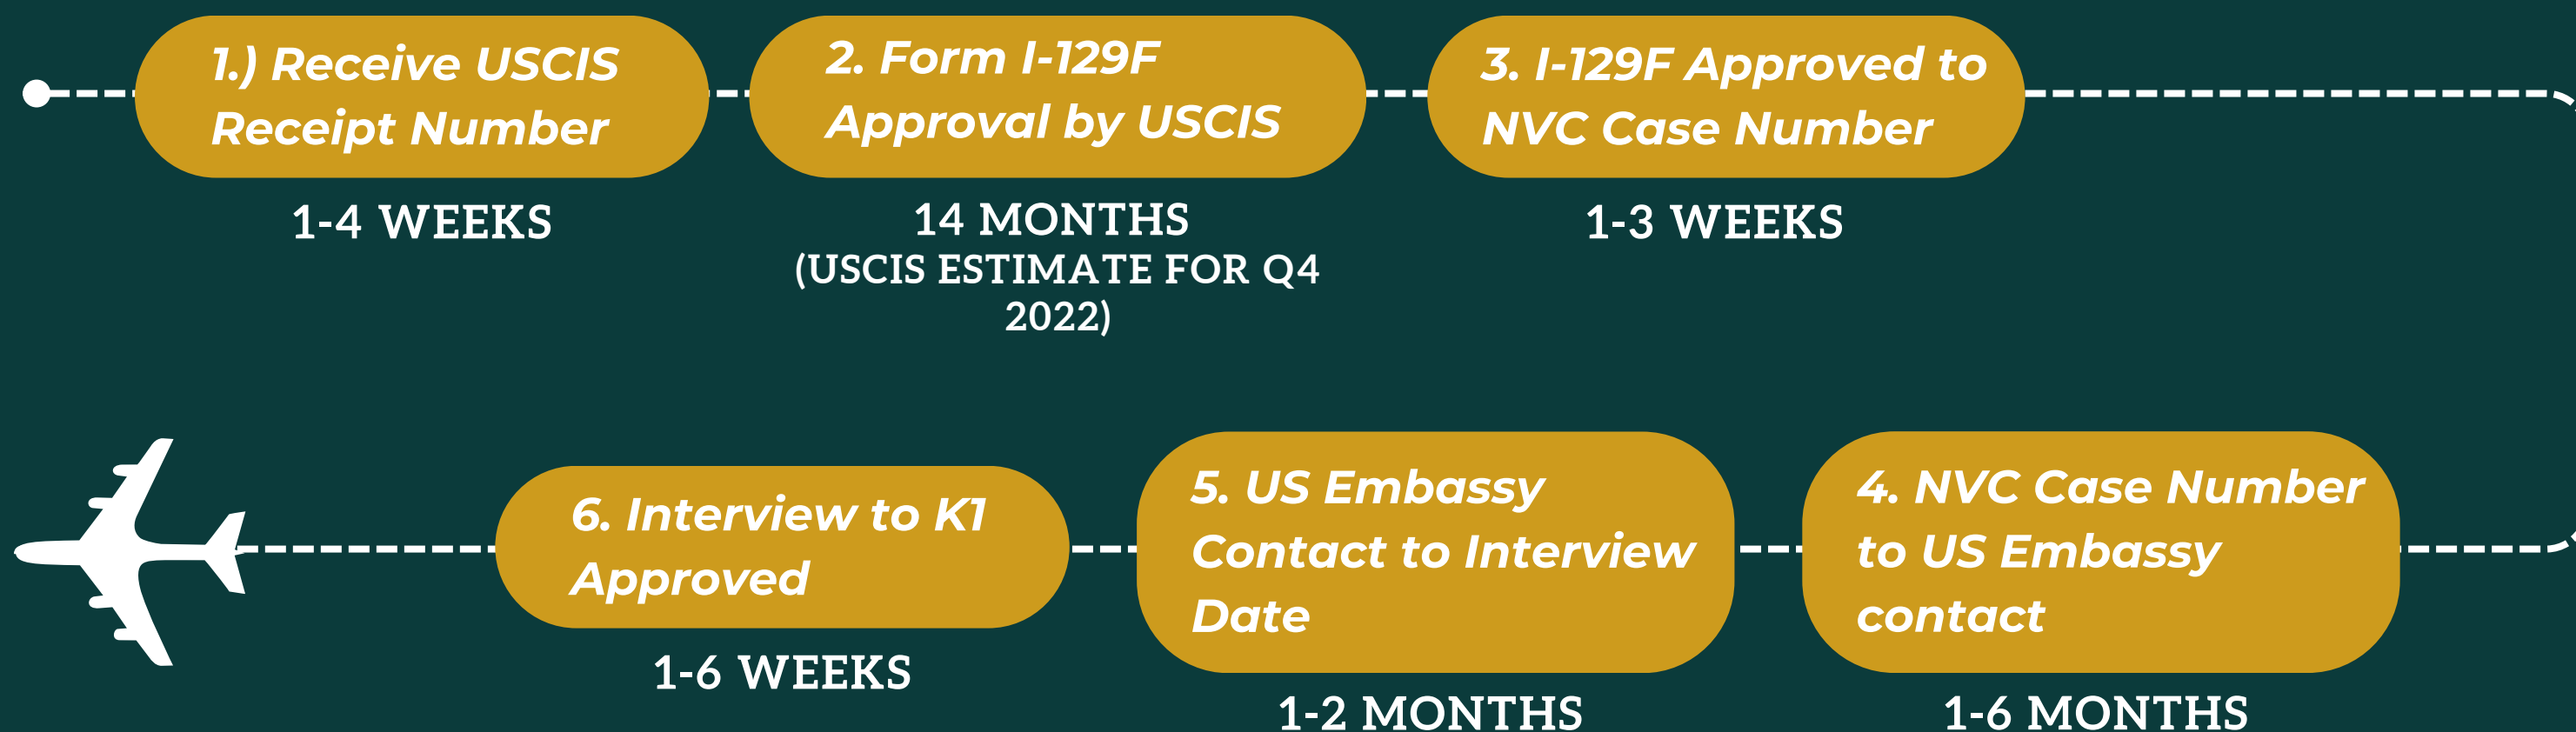 1.) Receive USCIS
Receipt Number
1-4 WEEKS
2. Form I-129F
Approval by USCIS
14 MONTHS
(USCIS ESTIMATE FOR Q4
2022)
3. I-129F Approved to
NVC Case Number
1-3 WEEKS
4. NVC Case Number
to US Embassy
contact
1-6 MONTHS
5. US Embassy
Contact to Interview
Date
1-2 MONTHS
6. Interview to K1
Approved
1-6 WEEKS